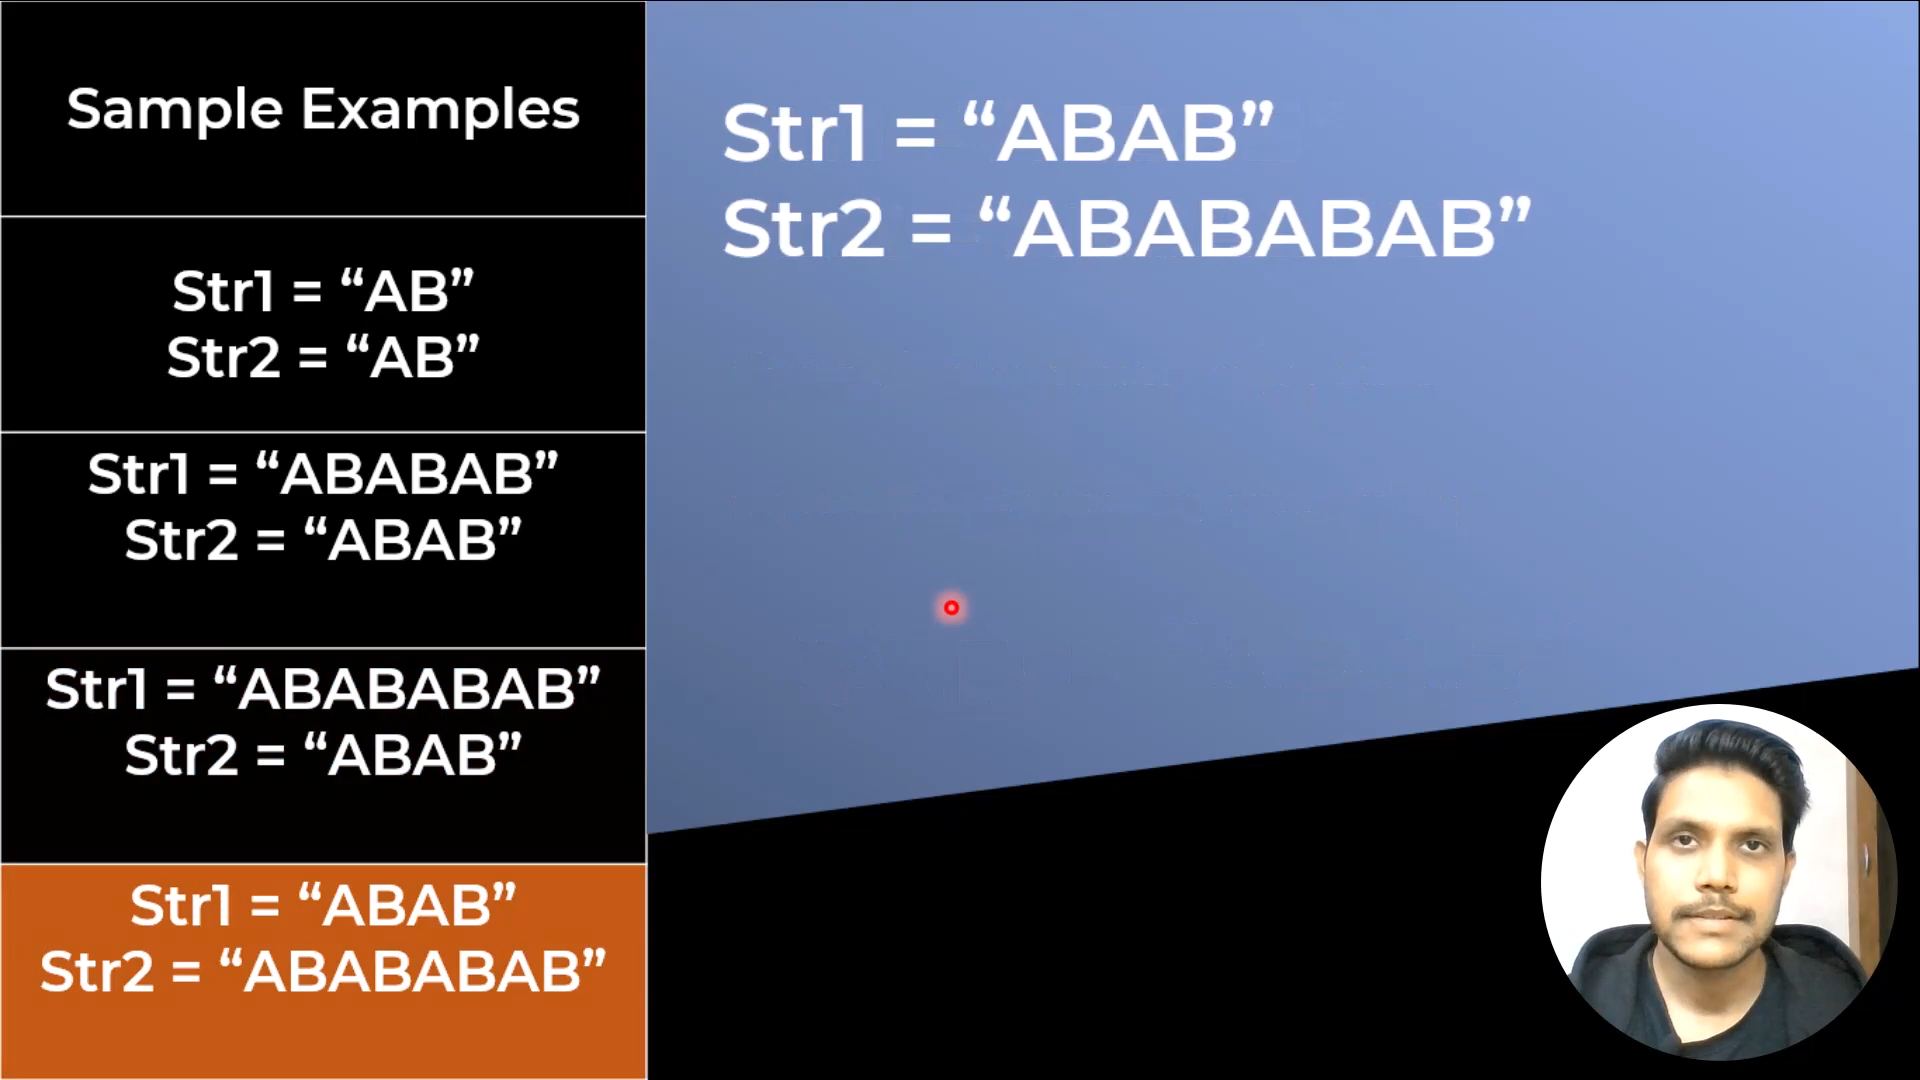 Sample Examples
Str1 = “AB”
Str2 = “AB”
Str1 = “ABABAB”
Str2 = “ABAB”
Str1 = “ABABABAB”
Str2 = “ABAB”
Str1 = “ABAB”
Str2 = “ABABABAB”
Str1 = “ABAB”
Str2 = “ABABABAB”